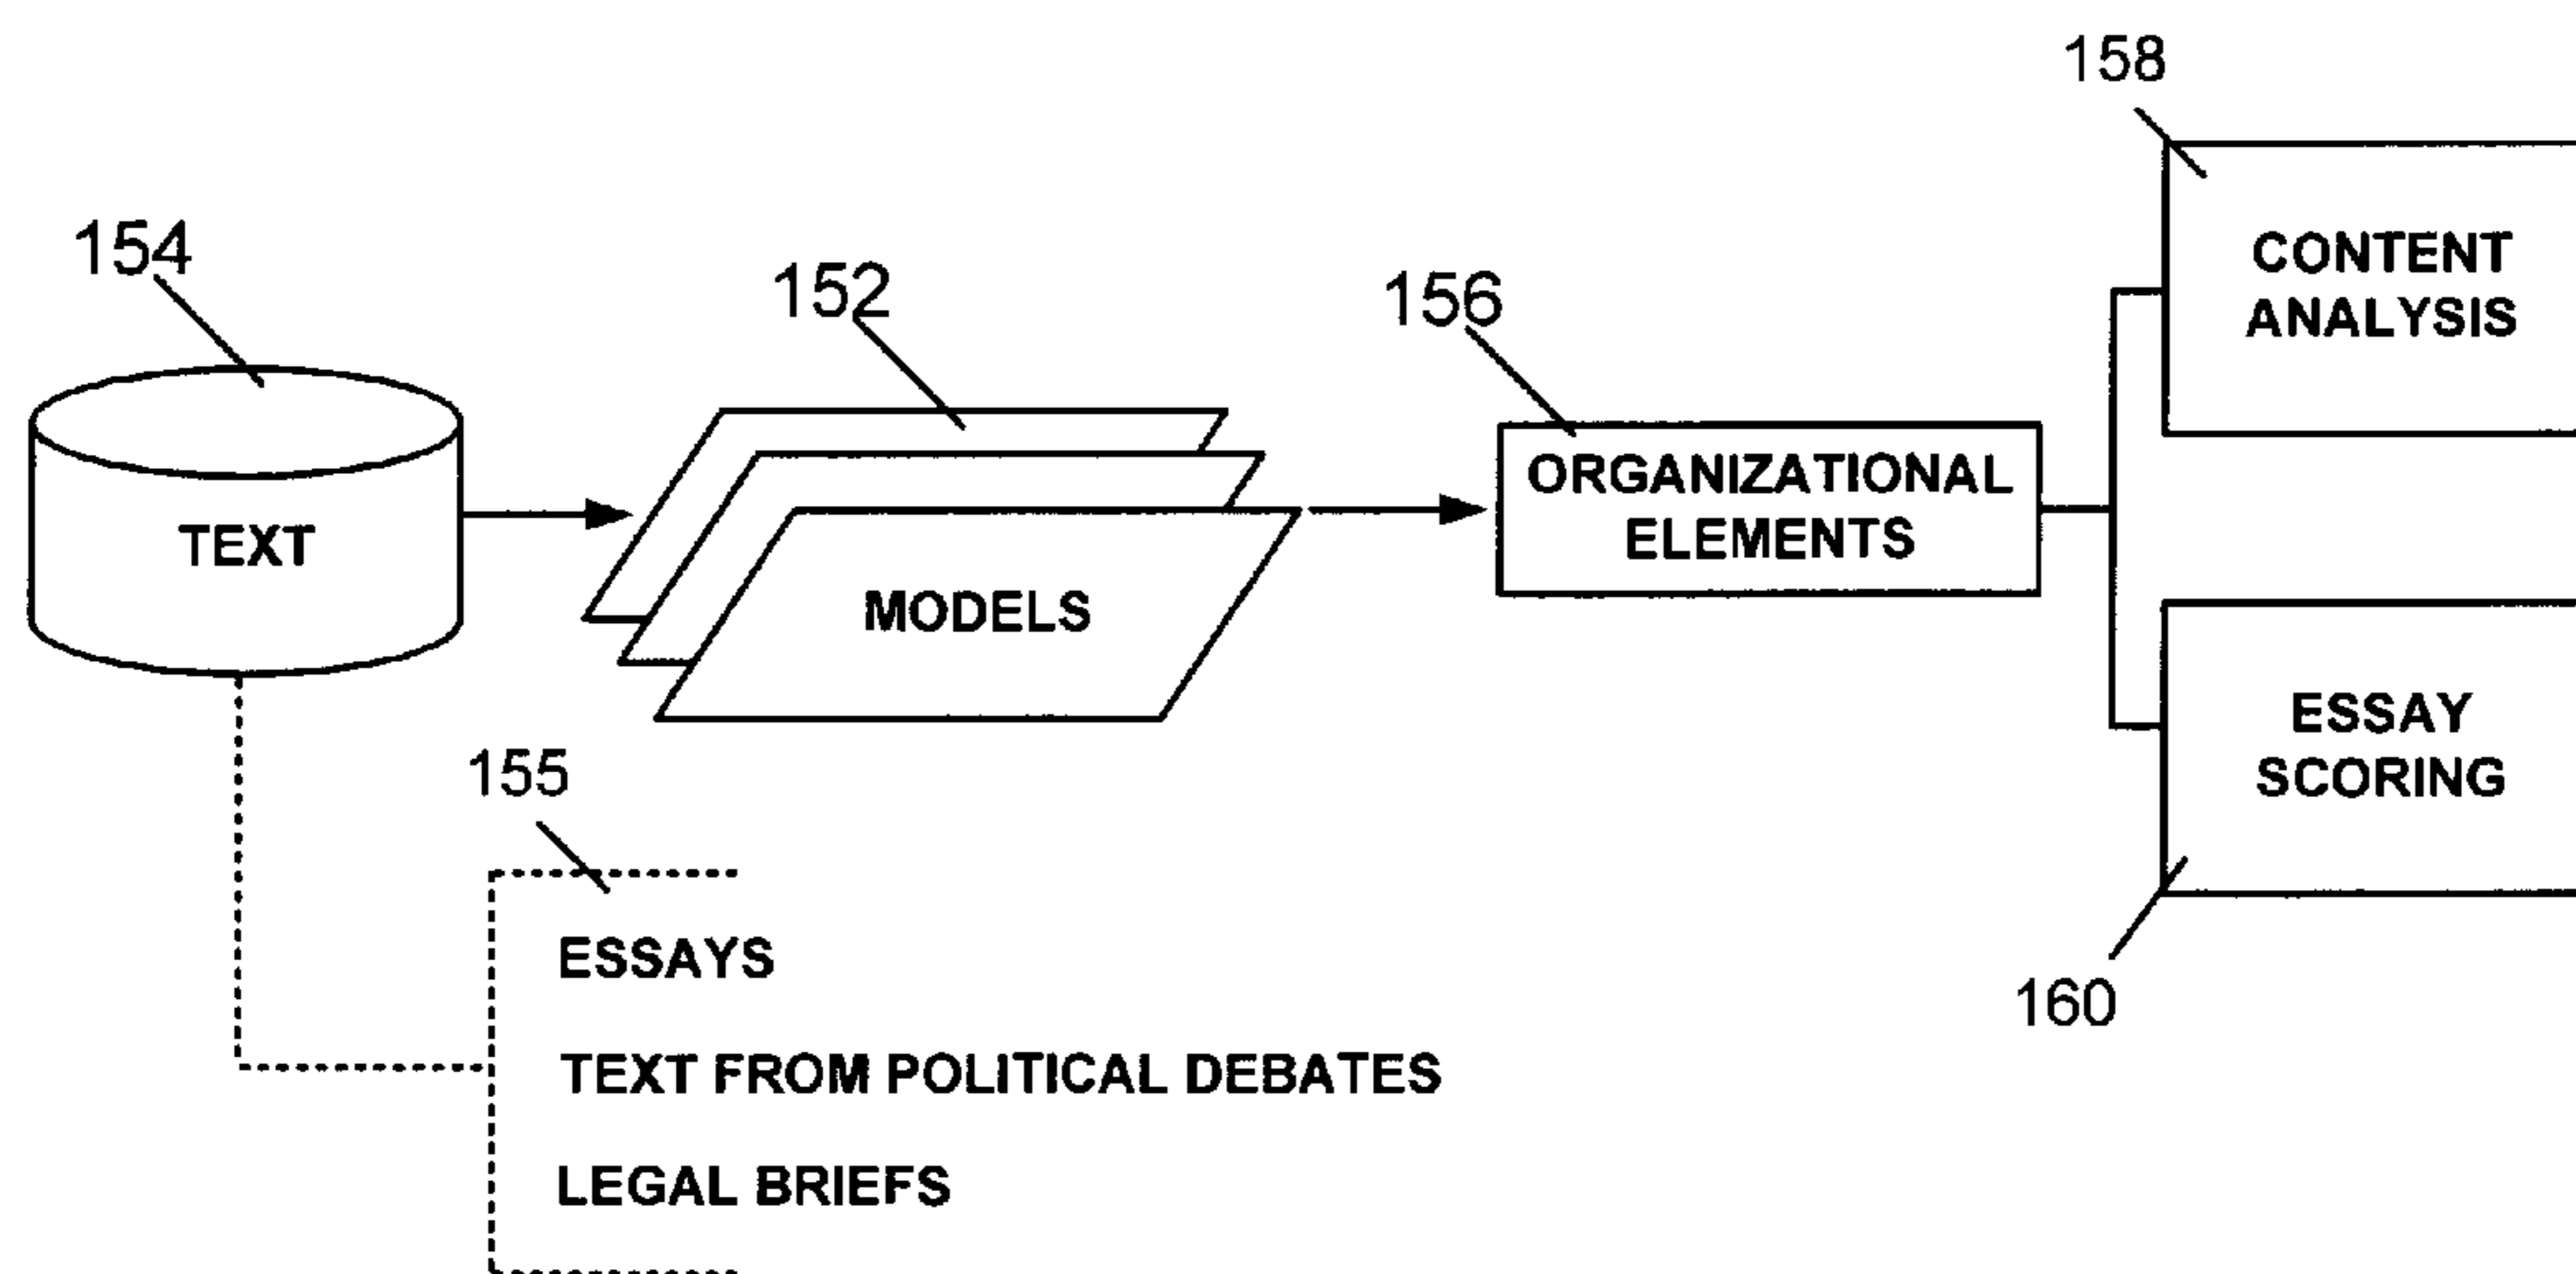 158
154
152
156
CONTENT
ANALYSIS
TEXT
MODELS
ORGANIZATIONAL
ELEMENTS
155
ESSAY
SCORING
160
ESSAYS
TEXT FROM POLITICAL DEBATES
LEGAL BRIEFS